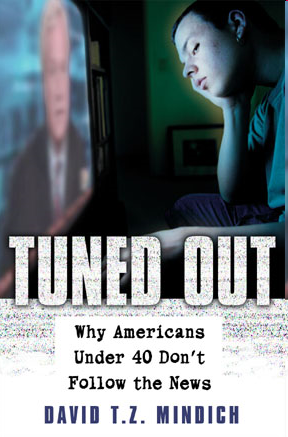 TUNED OUT
Why Americans
Under 40 Don't
Follow the News
DAVID T.Z. MINDICH